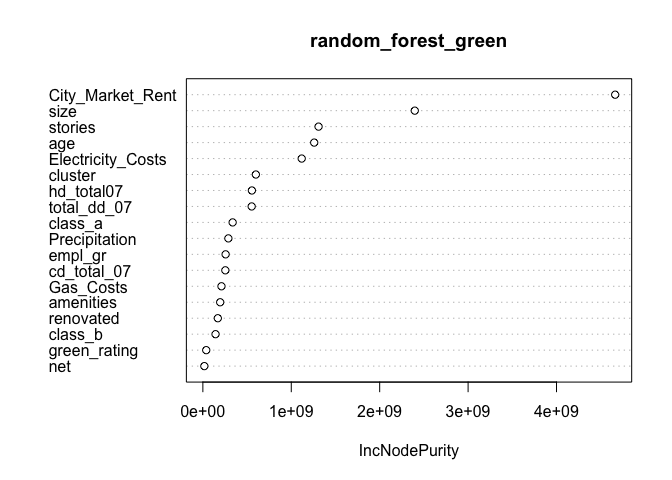 random_forest_green
City_Market_Rent
size
stories
age
Electricity_Costs
cluster
hd_total07
total_dd_07
class_a
Precipitation
empl_gr
cd_total_07
Gas_Costs
amenities
renovated
class_b
green_rating
net
0e+00 1e+09 2e+09 3e+09 4e+09
IncNodePurity